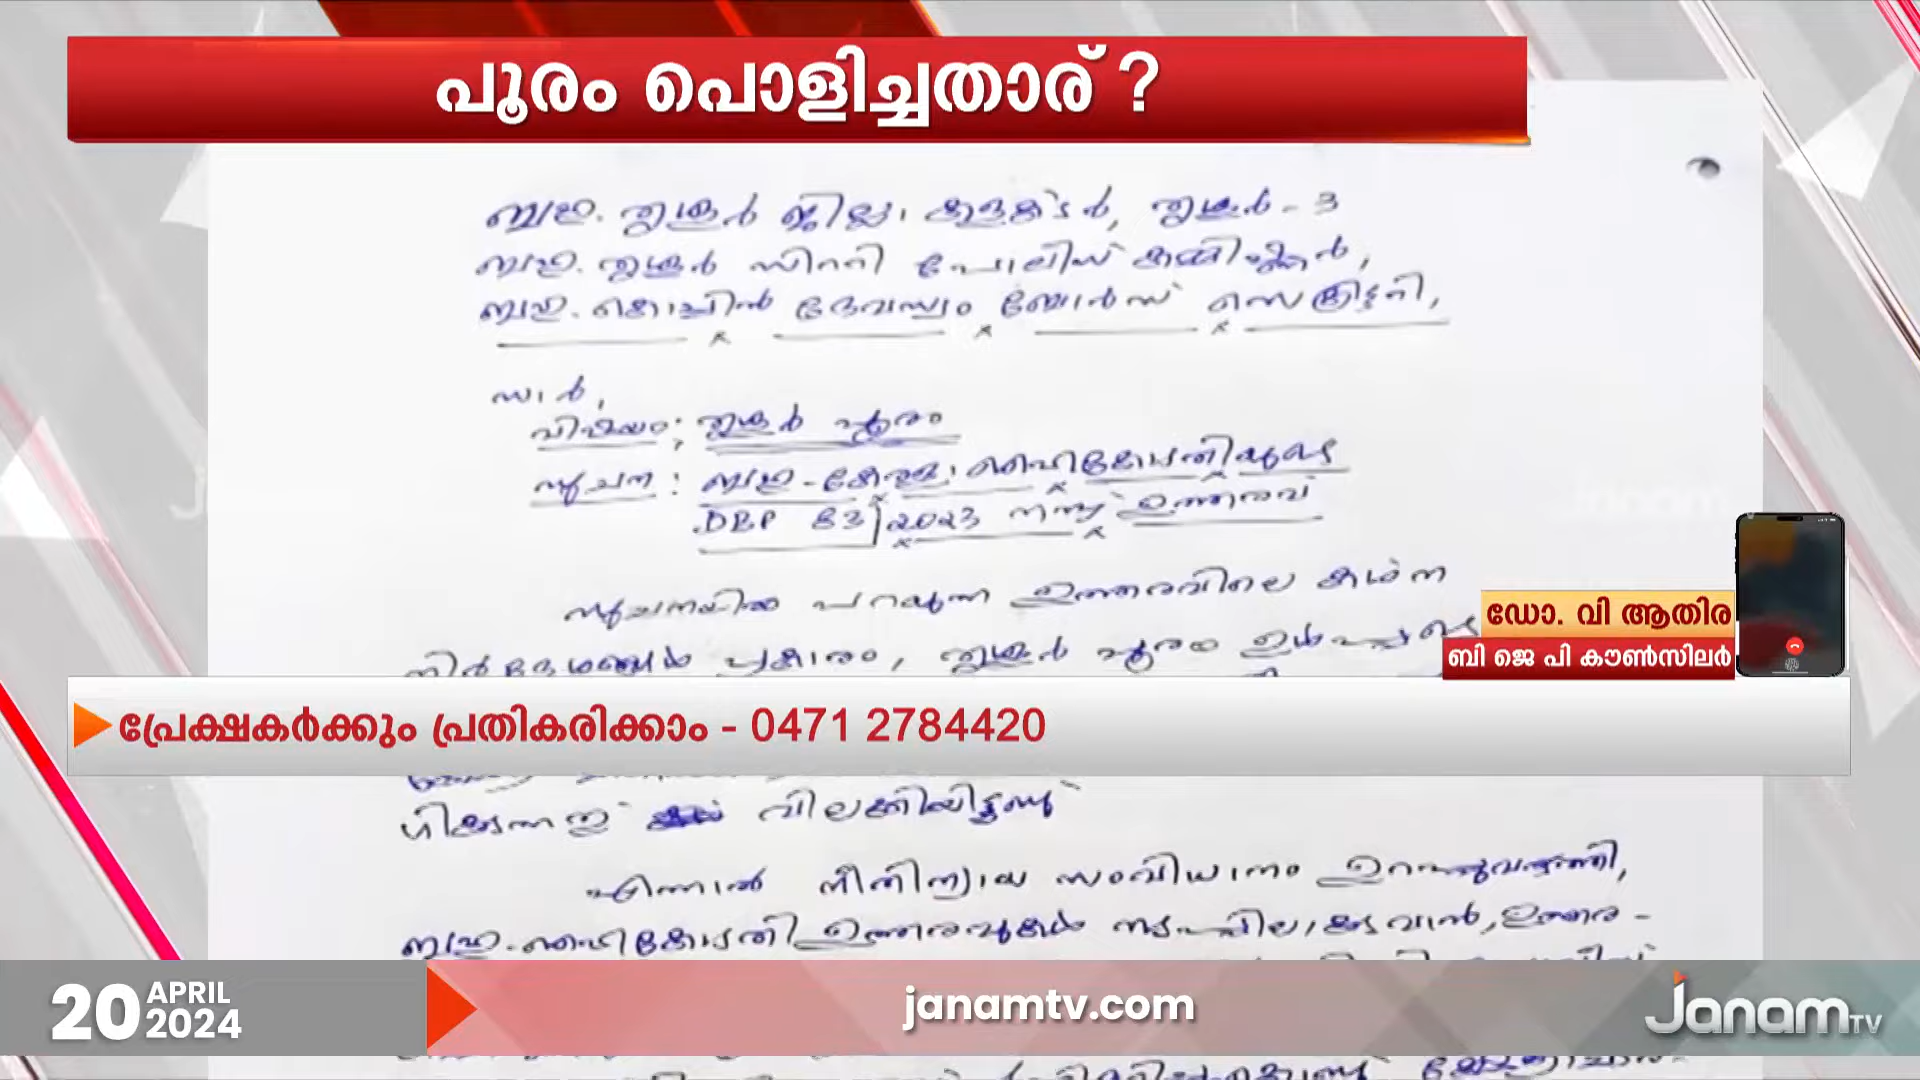 പൂരം പൊളിച്ചതാര് ?
ബഹു. തൃശൂർ ജില്ലാ കളക്ടർ, തൃശൂർ - 3
ബഹു. തൃശൂർ സിററി പോലിസ് കമ്മീഷണർ,
ബഹു. കൊച്ചിൻ ദേവസ്വം ബോർഡ് സെക്രട്ടറി,
സാർ,
വിഷയം: തൃശൂർ പൂരം
സൂചന : ബഹു-കേരള ഹൈക്കോടതിയുടെ
DBP 83/2023 നമ്പർ ഉത്തരവ്
സൂചനയിൽ പറയുന്ന ഉത്തരവിലെ കർശന
നിർദ്ദേശങ്ങൾ പ്രകാരം, തൃശൂർ പൂരം ഉൾപ്പടെ
ഡോ. വി ആതിര
ബി ജെ പി കൗൺസിലർ
പ്രേക്ഷകർക്കും പ്രതികരിക്കാം - 0471 2784420
വിലക്കിയിട്ടുണ്ട്
എന്നാൽ നീതിന്യായ സംവിധാനം
ബഹു. ഹൈകോടതി ഉത്തരവുകൾ നടപ്പിലാക്കുവാൻ, ഉത്തര-
20 APRIL 2024
janamtv.com
Janam TV